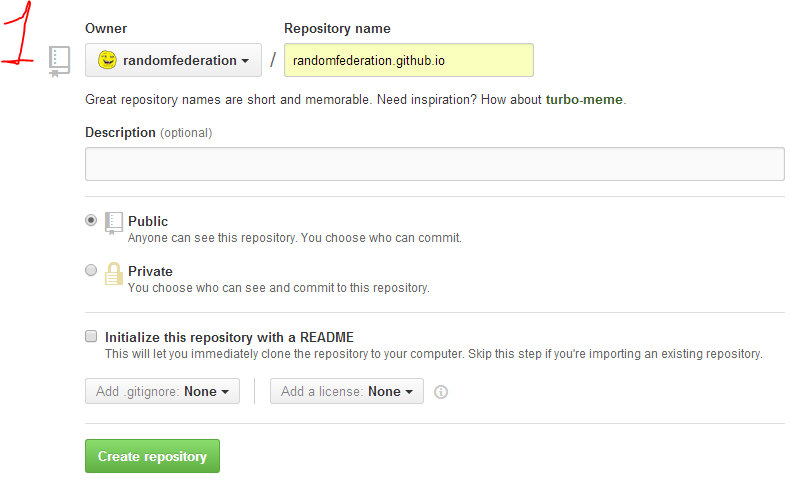 1
Owner Repository name
randomfederation / randomfederation.github.io
Great repository names are short and memorable. Need inspiration? How about turbo-meme.
Description (optional)
Public
Anyone can see this repository. You choose who can commit.
Private
You choose who can see and commit to this repository.
Initialize this repository with a README
This will let you immediately clone the repository to your computer. Skip this step if you're importing an existing repository.
Add .gitignore: None Add a license: None
Create repository